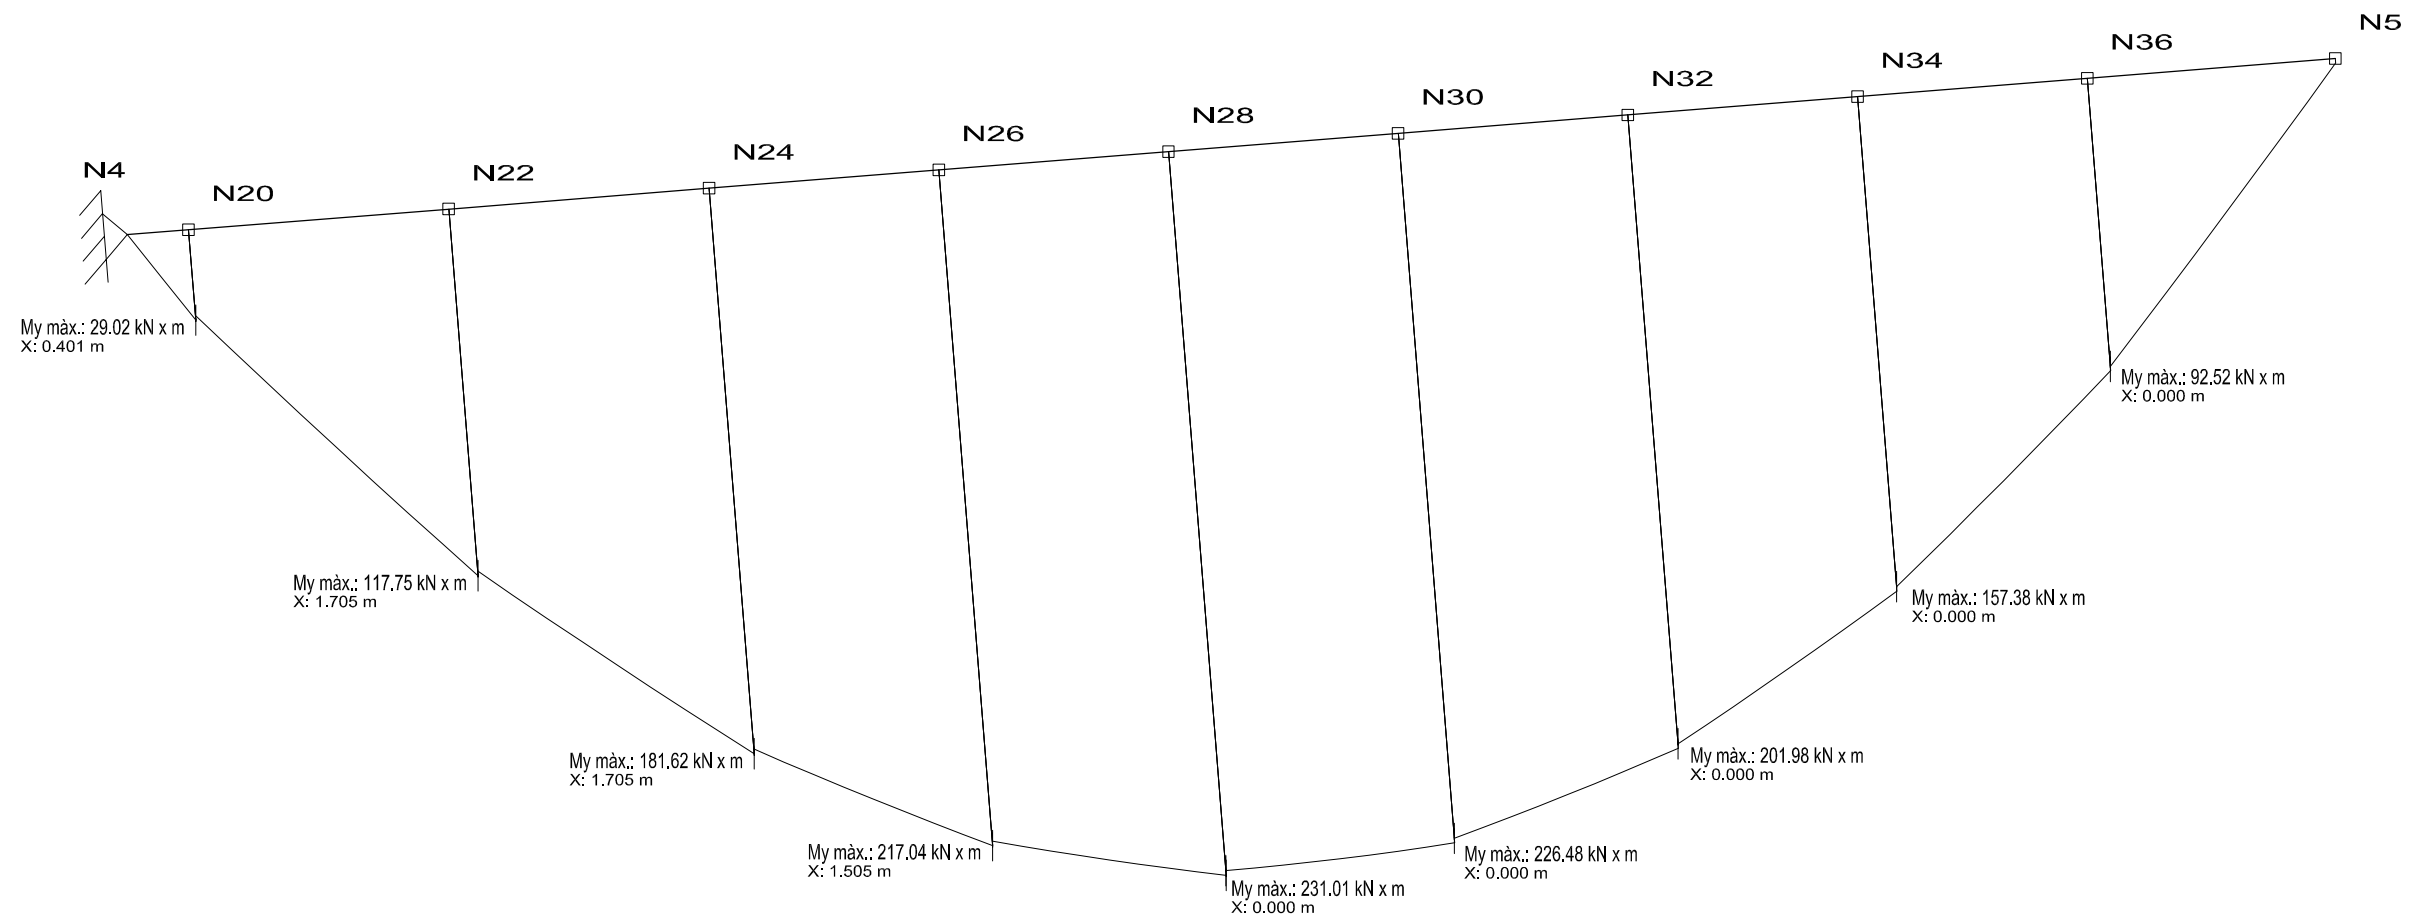 N5
N36
N34
N32
N30
N28
N26
N24
N22
N4
N20
My màx.: 29.02 kN x m
X: 0.401 m
My màx.: 92.52 kN x m
X: 0.000 m
My màx.: 117.75 kN x m
X: 1.705 m
My màx.: 157.38 kN x m
X: 0.000 m
My màx.: 181.62 kN x m
X: 1.705 m
My màx.: 201.98 kN x m
X: 0.000 m
My màx.: 217.04 kN x m
X: 1.505 m
My màx.: 226.48 kN x m
X: 0.000 m
My màx.: 231.01 kN x m
X: 0.000 m